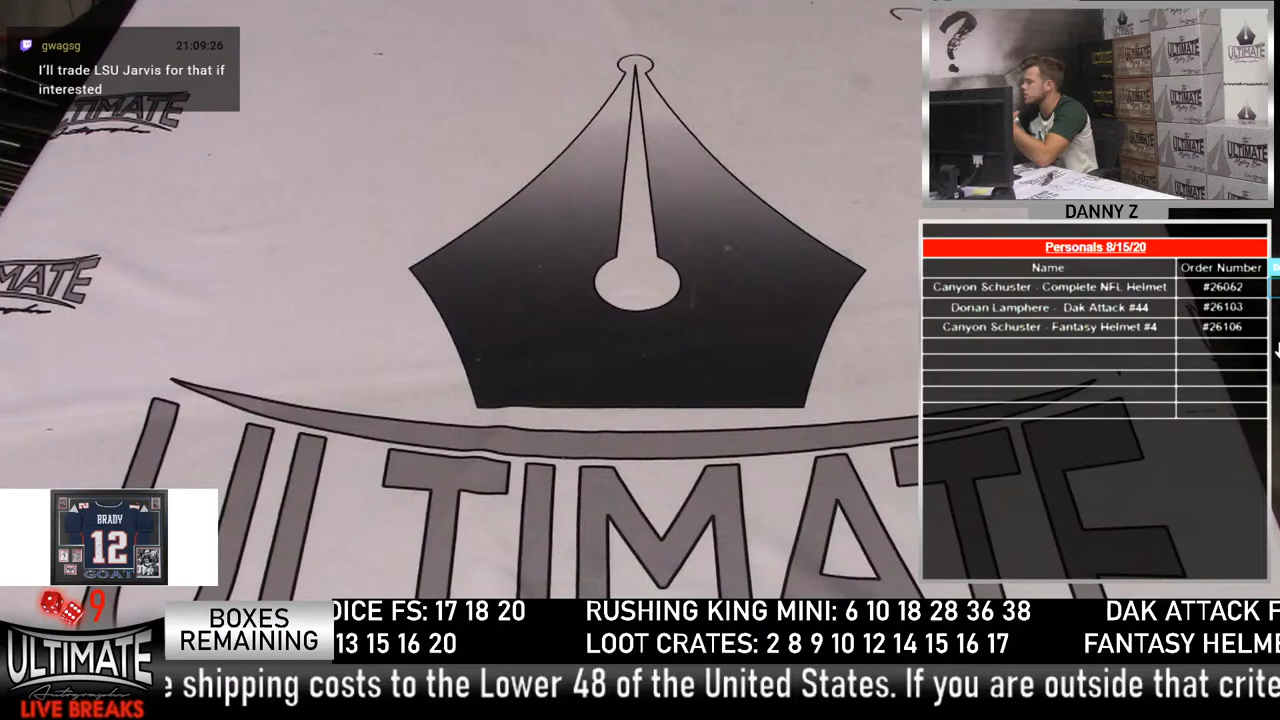 gwagsg 21:09:26
I'll trade LSU Jarvis for that if
interested
ULTIMATE
Autographs
ULTIMATE
DANNY Z
Personals 8/15/20
Name Order Number
Canyon Schuster - Complete NFL Helmet #26052
Dorian Lamphere - Dak Attack #44 #26103
Canyon Schuster - Fantasy Helmet #4 #26106
ULTIMATE
BRADY
12
GOAT
9
ULTIMATE
Autographs
LIVE BREAKS
BOXES
REMAINING
DICE FS: 17 18 20 RUSHING KING MINI: 6 10 18 28 36 38 DAK ATTACK F
13 15 16 20 LOOT CRATES: 2 8 9 10 12 14 15 16 17 FANTASY HELME
e shipping costs to the Lower 48 of the United States. If you are outside that crite